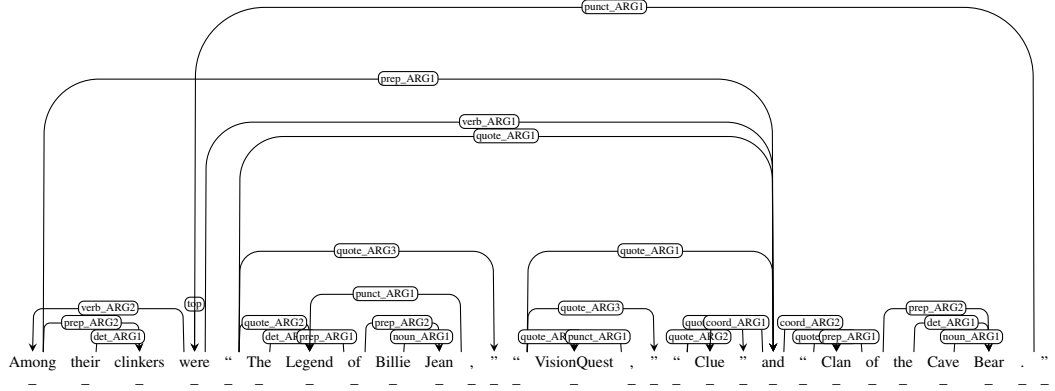 punct_ARG1
prep_ARG1
verb_ARG1
quote_ARG1
quote_ARG3 quote_ARG1
punct_ARG1
verb_ARG2 top quote_ARG3 prep_ARG2
prep_ARG2 quote_ARG2 prep_ARG2 coord_ARG1 coord_ARG2 det_ARG1
det_ARG1 prep_ARG1 noun_ARG1 punct_ARG1 quote_ARG2 prep_ARG1 noun_ARG1
Among their clinkers were “ The Legend of Billie Jean , ” “ VisionQuest , ” “ Clue ” and “ Clan of the Cave Bear . ”
_ _ _ _ _ _ _ _ _ _ _ _ _ _ _ _ _ _ _ _ _ _ _ _ _ _ _ _